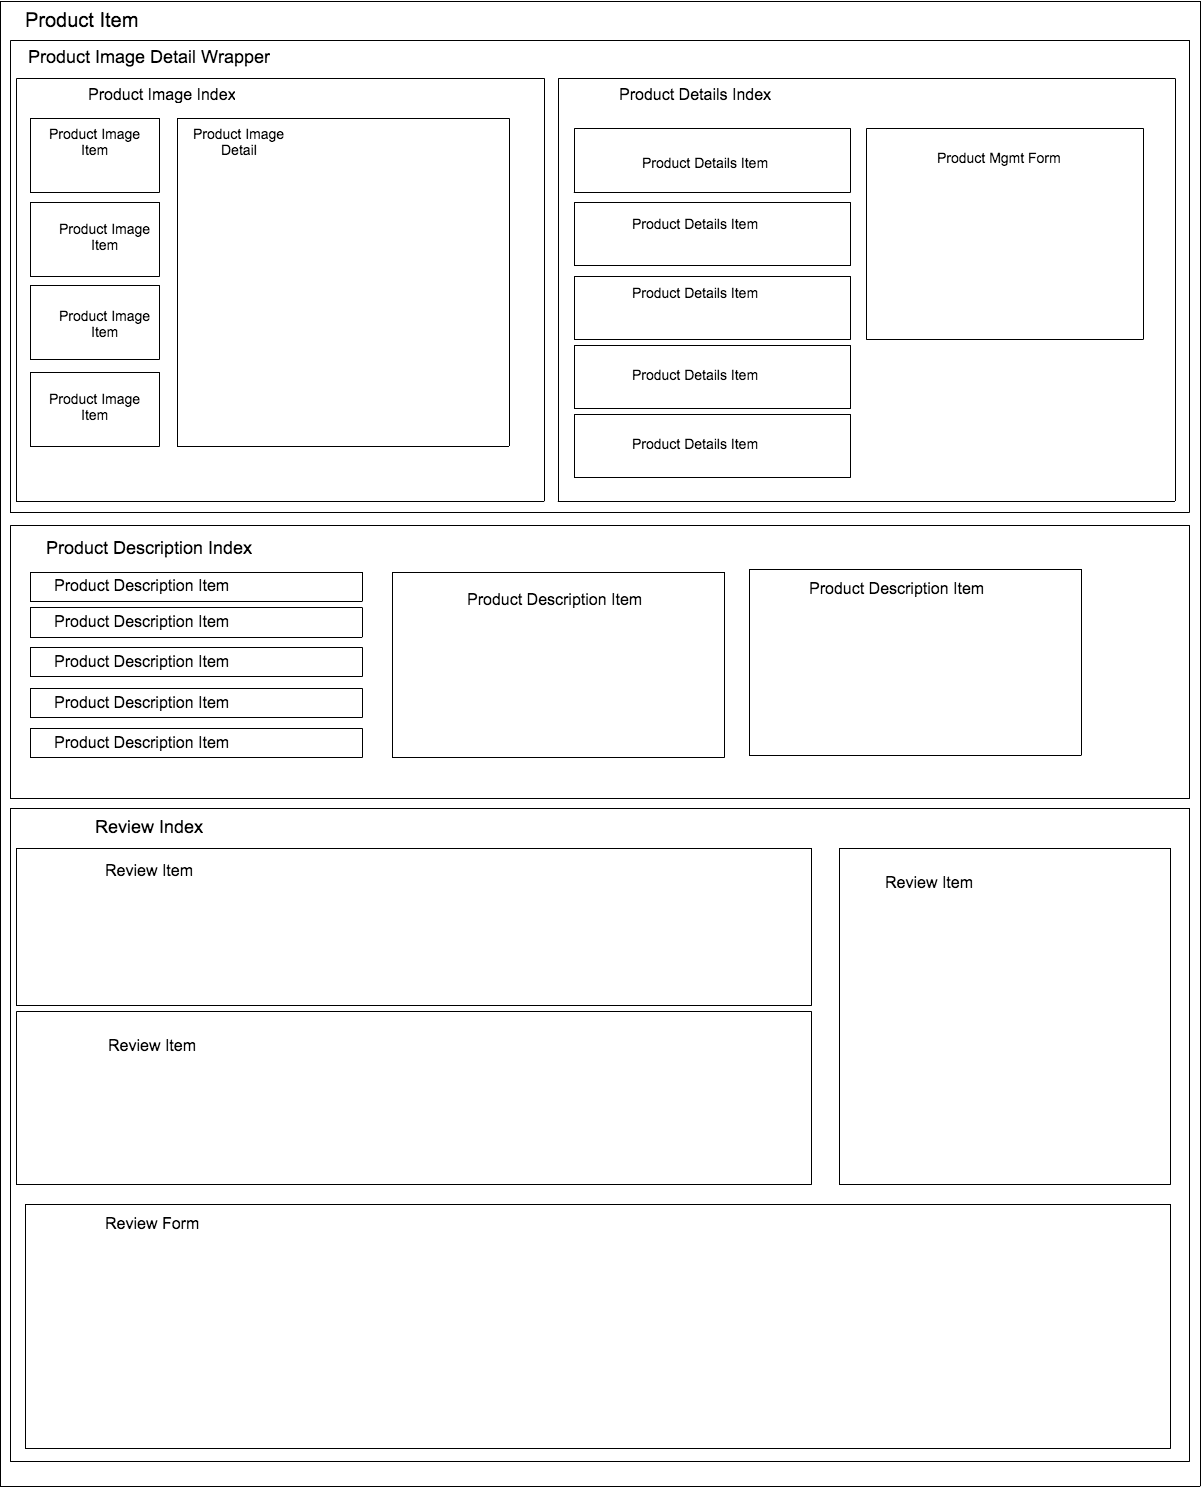 Product Item
Product Image Detail Wrapper
Product Image Index
Product Image
Item
Product Image
Item
Product Image
Item
Product Image
Item
Product Image
Detail
Product Details Index
Product Details Item
Product Details Item
Product Details Item
Product Details Item
Product Details Item
Product Mgmt Form
Product Description Index
Product Description Item
Product Description Item
Product Description Item
Product Description Item
Product Description Item
Product Description Item
Product Description Item
Review Index
Review Item
Review Item
Review Item
Review Form